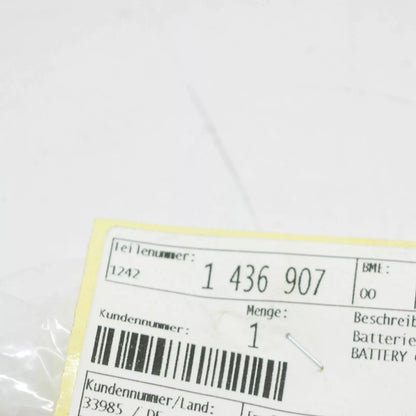 Teilenummer:
1242 1 436 907
BME:
00
Kundennummer:
Menge:
1
Beschreib
Batterie
BATTERY
Kundennummer/Land:
33985 / DE